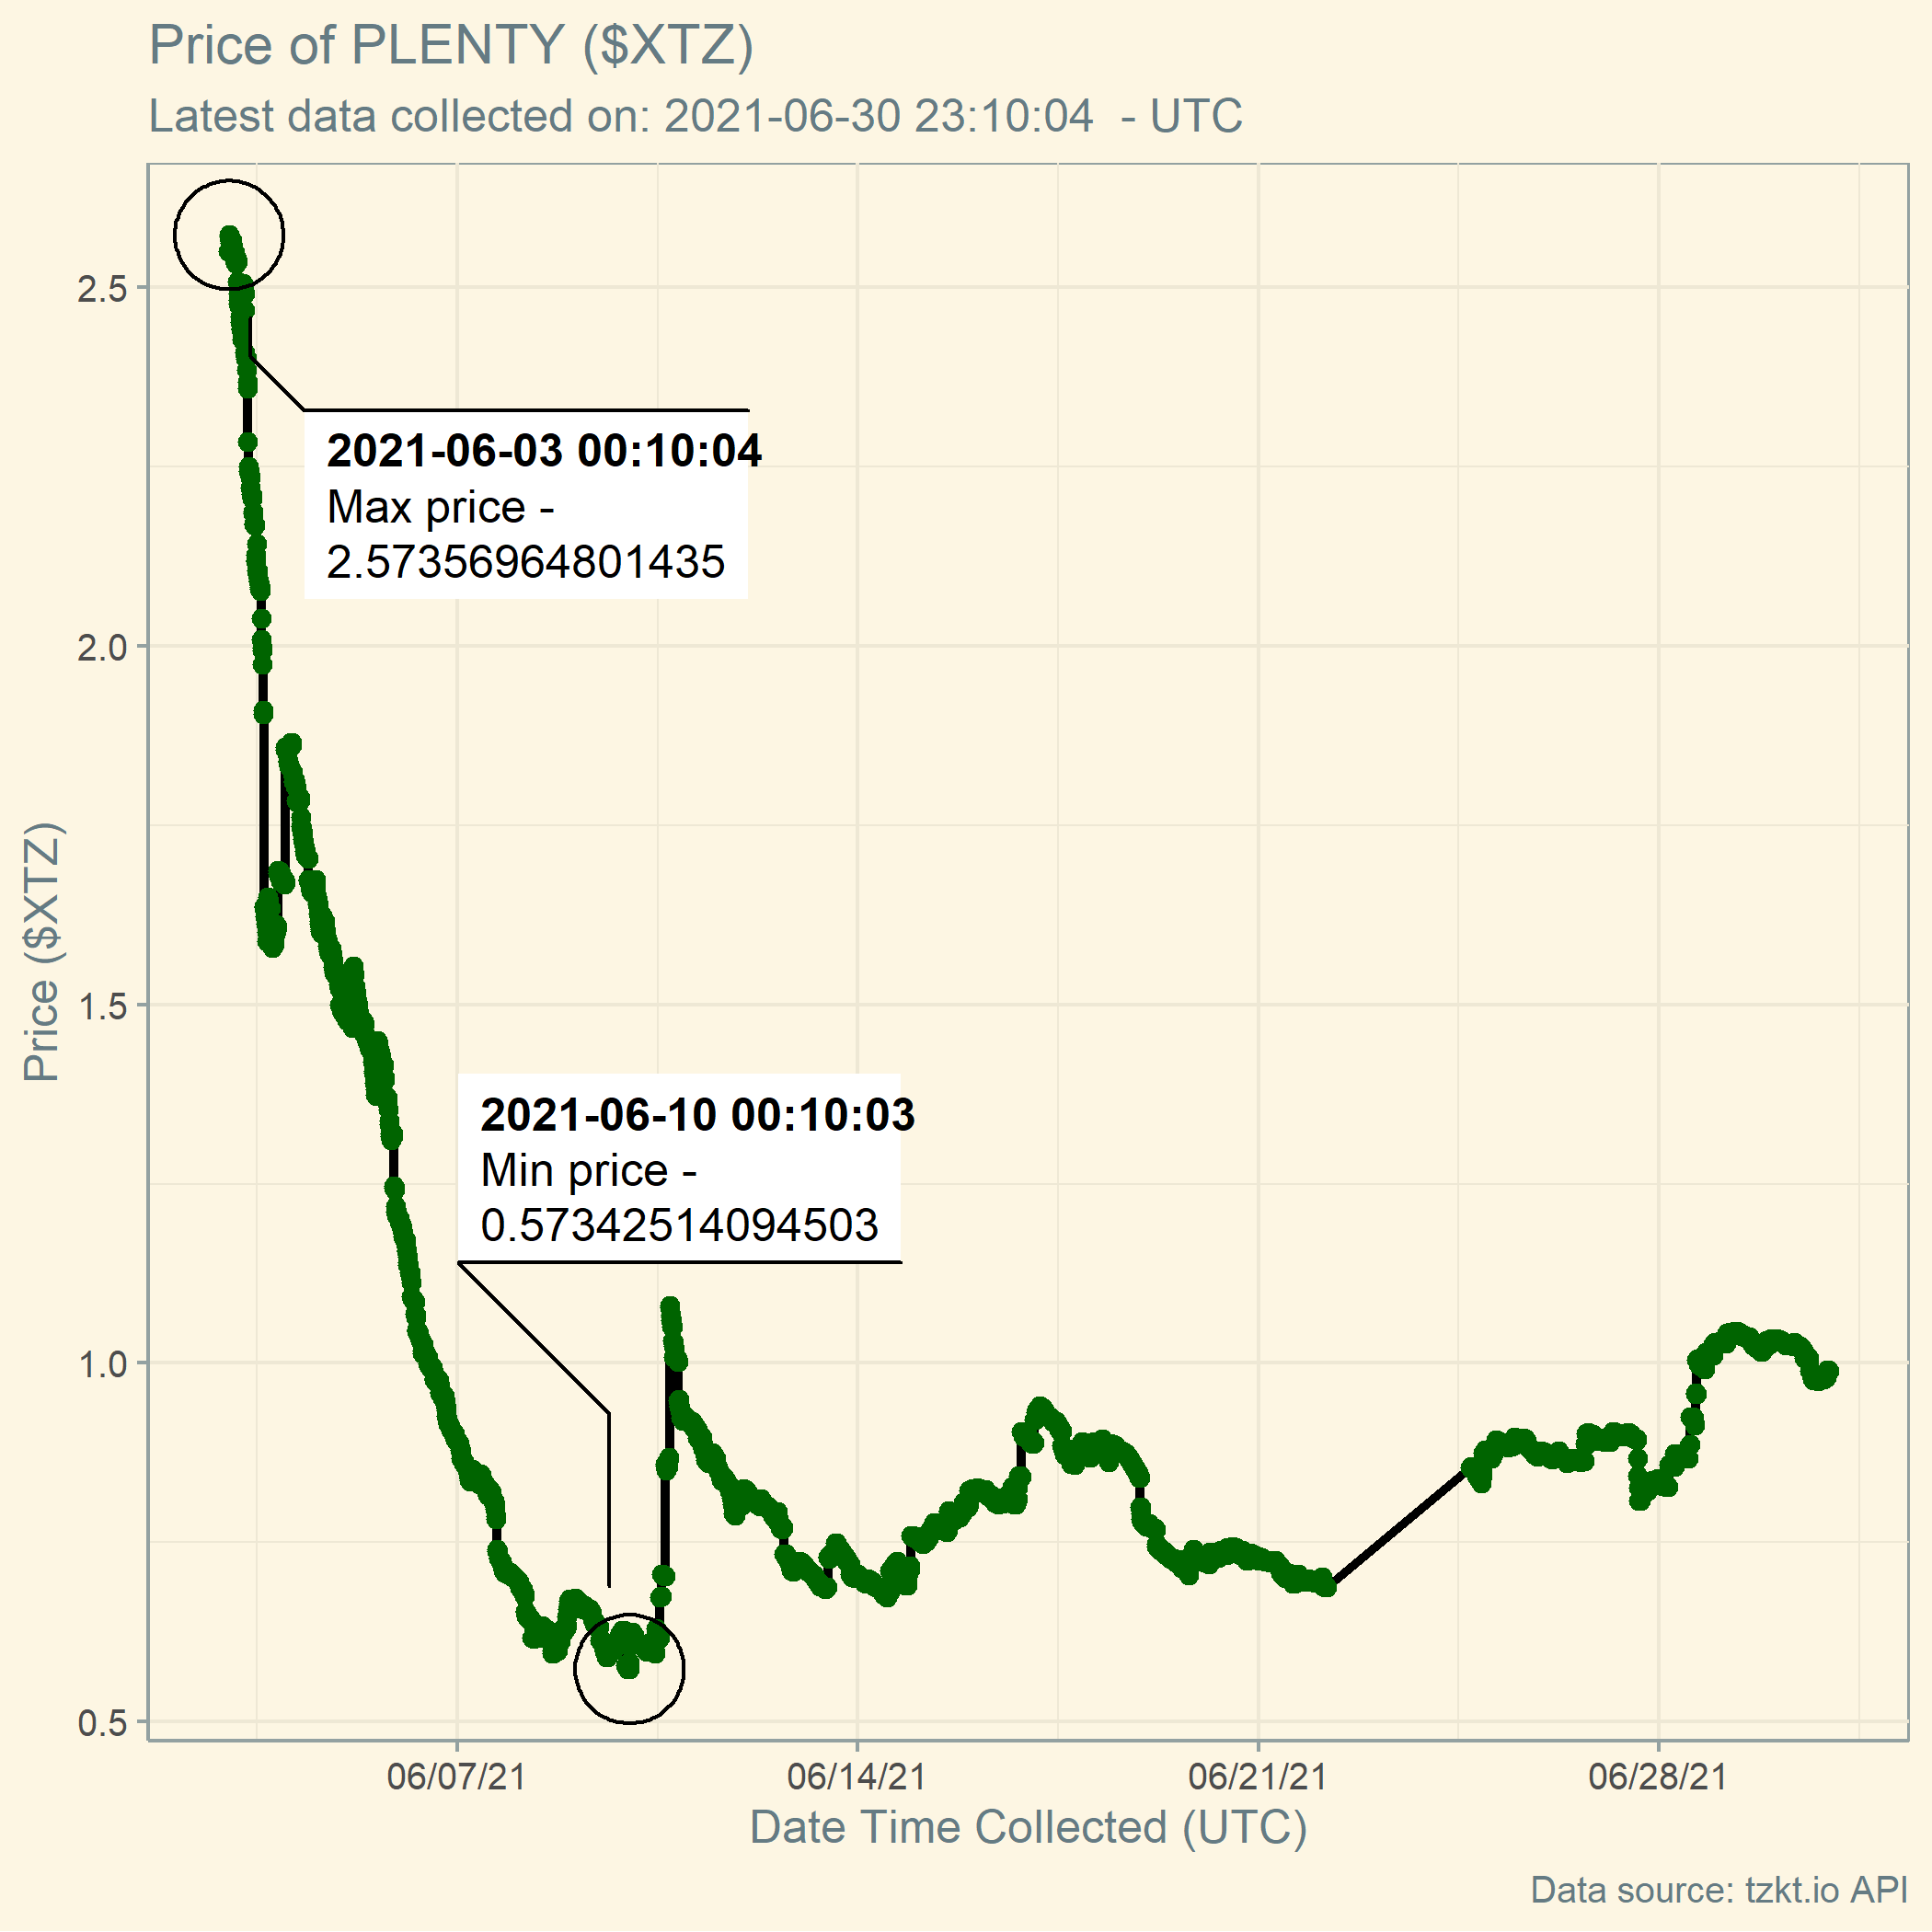 Price of PLENTY ($XTZ)
Latest data collected on: 2021-06-30 23:10:04  - UTC
2.5
2021-06-03 00:10:04
Max price -
2.57356964801435
2.0
Price ($XTZ)
1.5
2021-06-10 00:10:03
Min price -
0.57342514094503
1.0
0.5
06/07/21
06/14/21
06/21/21
06/28/21
Date Time Collected (UTC)
Data source: tzkt.io API